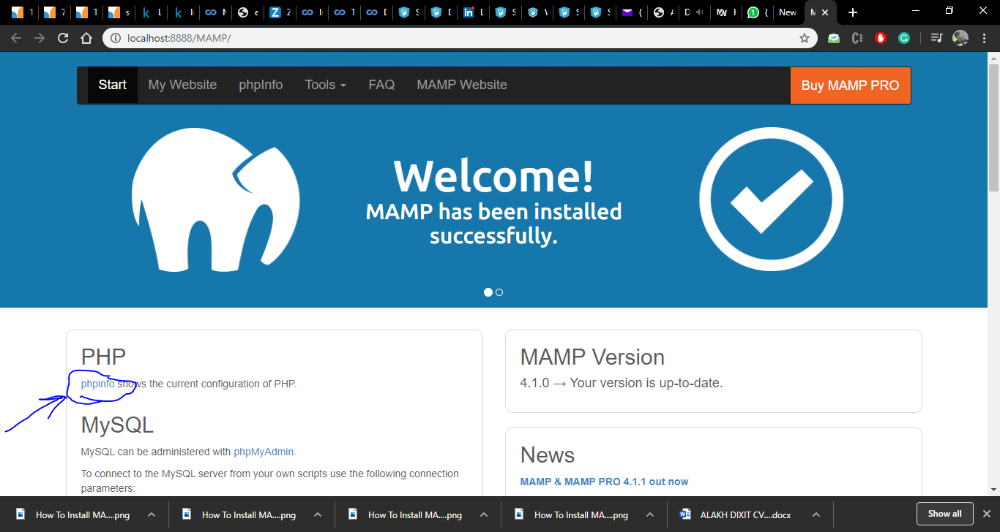 localhost:8888/MAMP/
Start My Website phpInfo Tools FAQ MAMP Website Buy MAMP PRO
Welcome!
MAMP has been installed
successfully.
PHP
phpinfo shows the current configuration of PHP.
MySQL
MySQL can be administered with phpMyAdmin.
To connect to the MySQL server from your own scripts use the following connection
parameters:
MAMP Version
4.1.0 → Your version is up-to-date.
News
MAMP & MAMP PRO 4.1.1 out now
How To Install MA....png How To Install MA....png How To Install MA....png How To Install MA....png ALAKH DIXIT CV....docx Show all